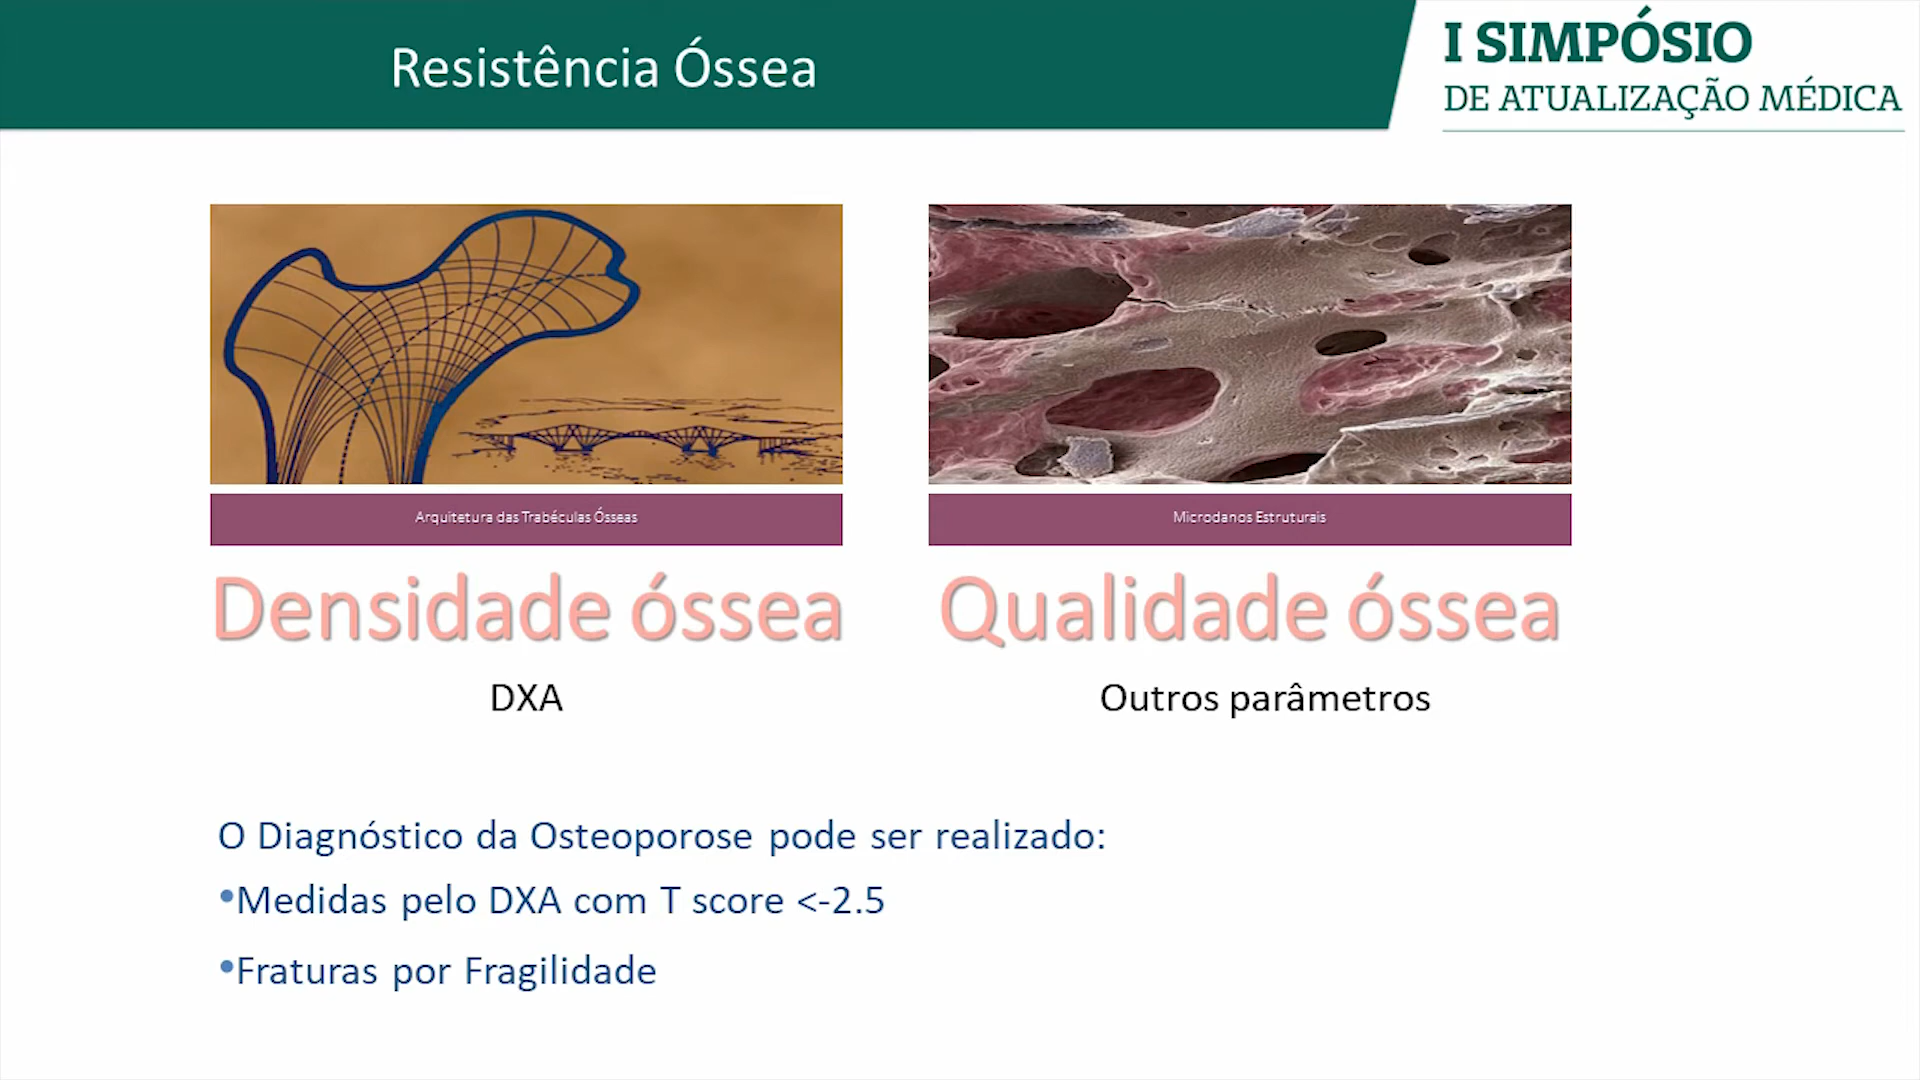 Resistência Óssea
I SIMPÓSIO
DE ATUALIZAÇÃO MÉDICA
Arquitetura das Trabéculas Ósseas
Microdanos Estruturais
Densidade óssea
Qualidade óssea
DXA
Outros parâmetros
O Diagnóstico da Osteoporose pode ser realizado:
•Medidas pelo DXA com T score <-2.5
•Fraturas por Fragilidade